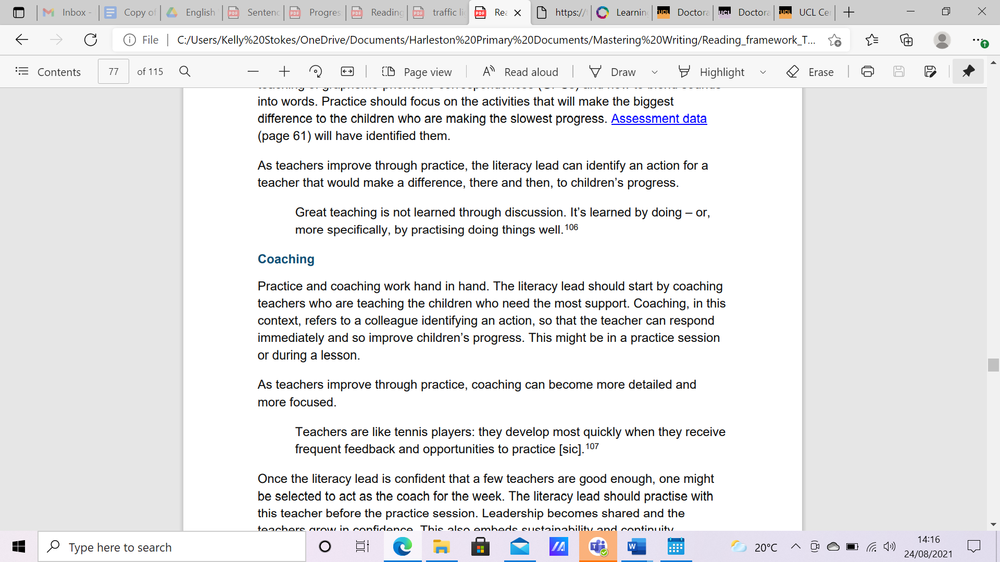 Inbox -
Copy of
English
Sentenc
Progres
Reading
traffic li
Rea
https://
Learning
Doctora
Doctora
UCL Cer
File
C:/Users/Kelly%20Stokes/OneDrive/Documents/Harleston%20Primary%20Documents/Mastering%20Writing/Reading_framework_T...
Contents
77
of 115
Page view
Read aloud
Draw
Highlight
Erase
into words. Practice should focus on the activities that will make the biggest
difference to the children who are making the slowest progress. Assessment data
(page 61) will have identified them.
As teachers improve through practice, the literacy lead can identify an action for a
teacher that would make a difference, there and then, to children's progress.
Great teaching is not learned through discussion. It's learned by doing – or,
more specifically, by practising doing things well.106
Coaching
Practice and coaching work hand in hand. The literacy lead should start by coaching
teachers who are teaching the children who need the most support. Coaching, in this
context, refers to a colleague identifying an action, so that the teacher can respond
immediately and so improve children's progress. This might be in a practice session
or during a lesson.
As teachers improve through practice, coaching can become more detailed and
more focused.
Teachers are like tennis players: they develop most quickly when they receive
frequent feedback and opportunities to practice [sic].107
Once the literacy lead is confident that a few teachers are good enough, one might
be selected to act as the coach for the week. The literacy lead should practise with
this teacher before the practice session. Leadership becomes shared and the
teachers grow in confidence. This also embeds sustainability and continuity.
Type here to search
20°C
14:16
24/08/2021